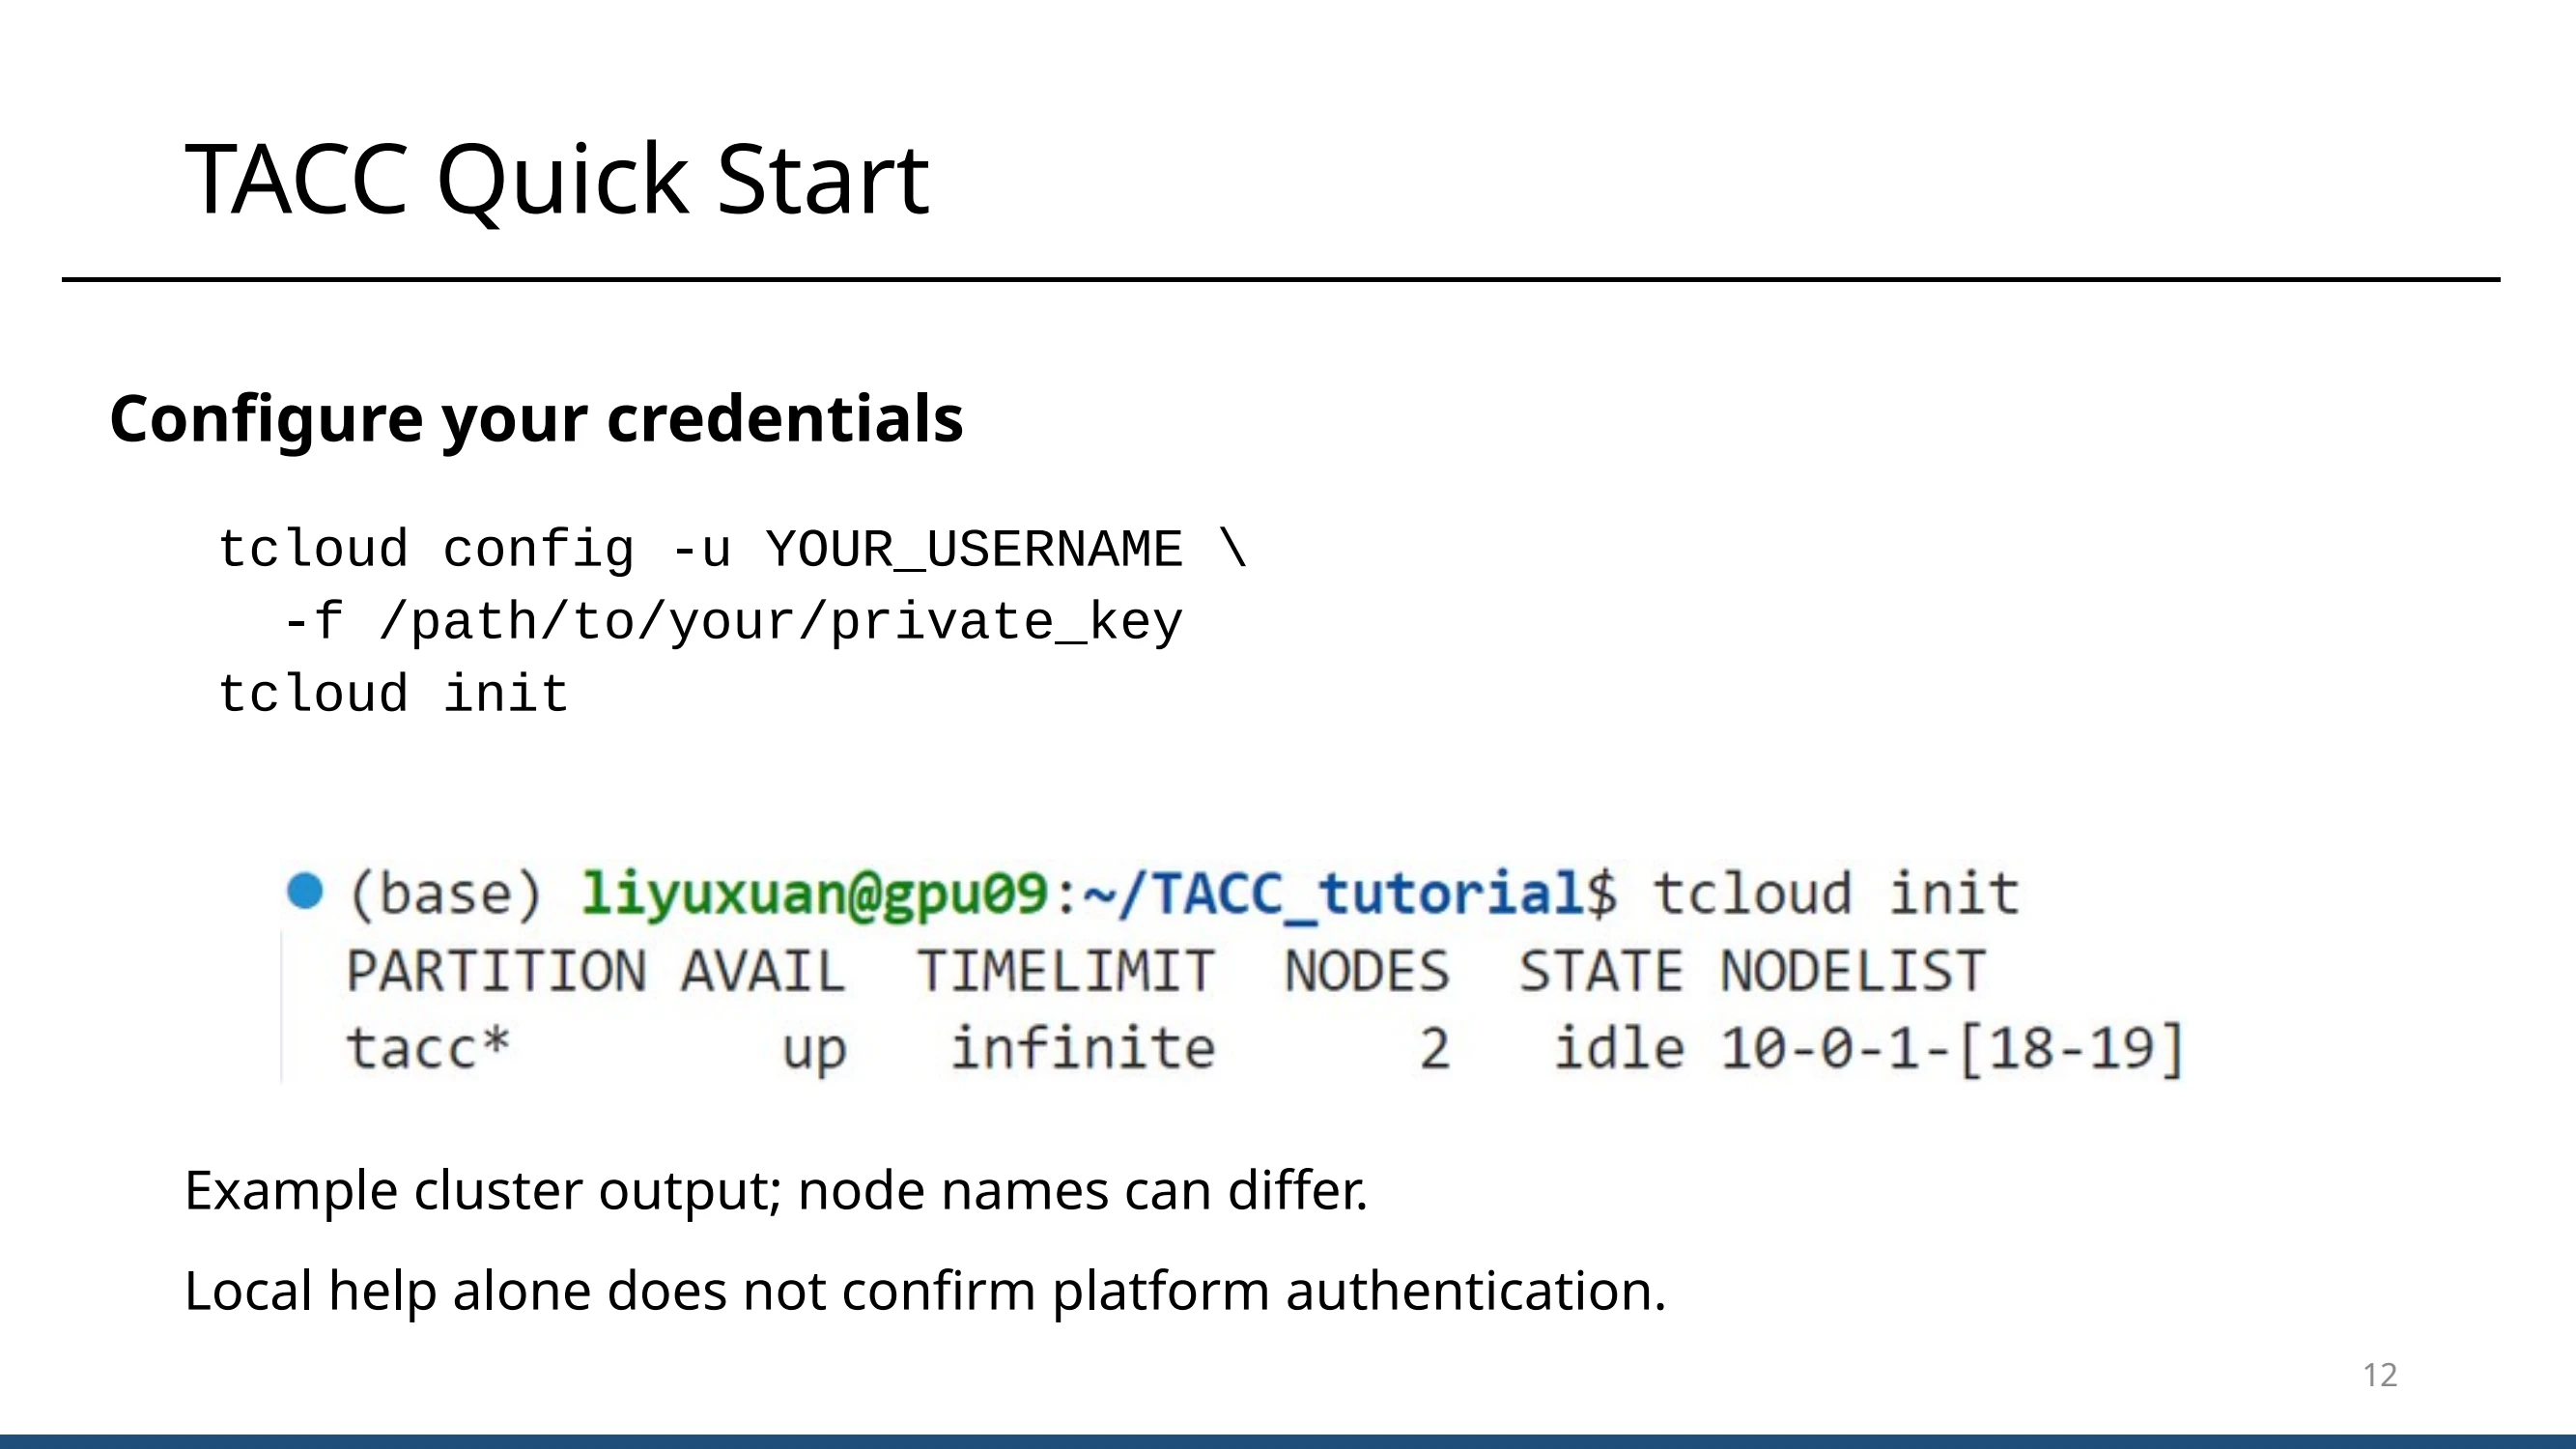 TACC Quick Start
Configure your credentials
tcloud config -u YOUR_USERNAME \
  -f /path/to/your/private_key
tcloud init
(base) liyuxuan@gpu09:~/TACC_tutorial$ tcloud init
PARTITION AVAIL  TIMELIMIT  NODES  STATE NODELIST
tacc*        up   infinite      2   idle 10-0-1-[18-19]
Example cluster output; node names can differ.
Local help alone does not confirm platform authentication.
12